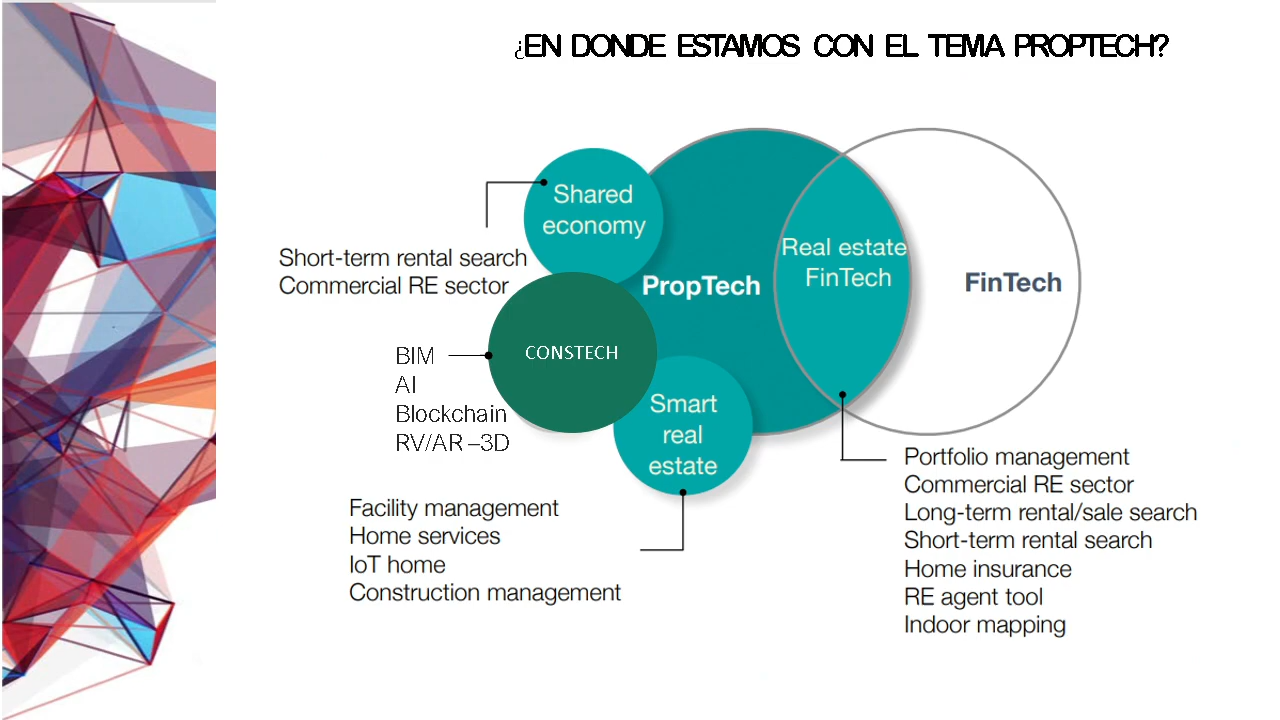 ¿EN DONDE ESTAMOS CON EL TEMA PROPTECH?
Shared
economy
Short-term rental search
Commercial RE sector
PropTech
Real estate
FinTech
FinTech
CONSTECH
BIM
AI
Blockchain
RV/AR –3D
Smart
real
estate
Facility management
Home services
IoT home
Construction management
Portfolio management
Commercial RE sector
Long-term rental/sale search
Short-term rental search
Home insurance
RE agent tool
Indoor mapping